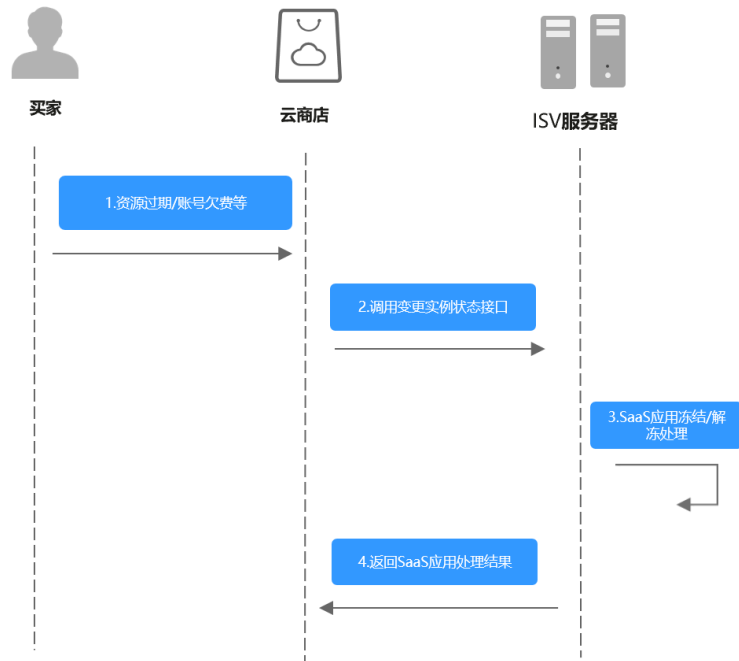 买家
云商店
ISV服务器
1.资源过期/账号欠费等
2.调用变更实例状态接口
3.SaaS应用冻结/解
冻处理
4.返回SaaS应用处理结果